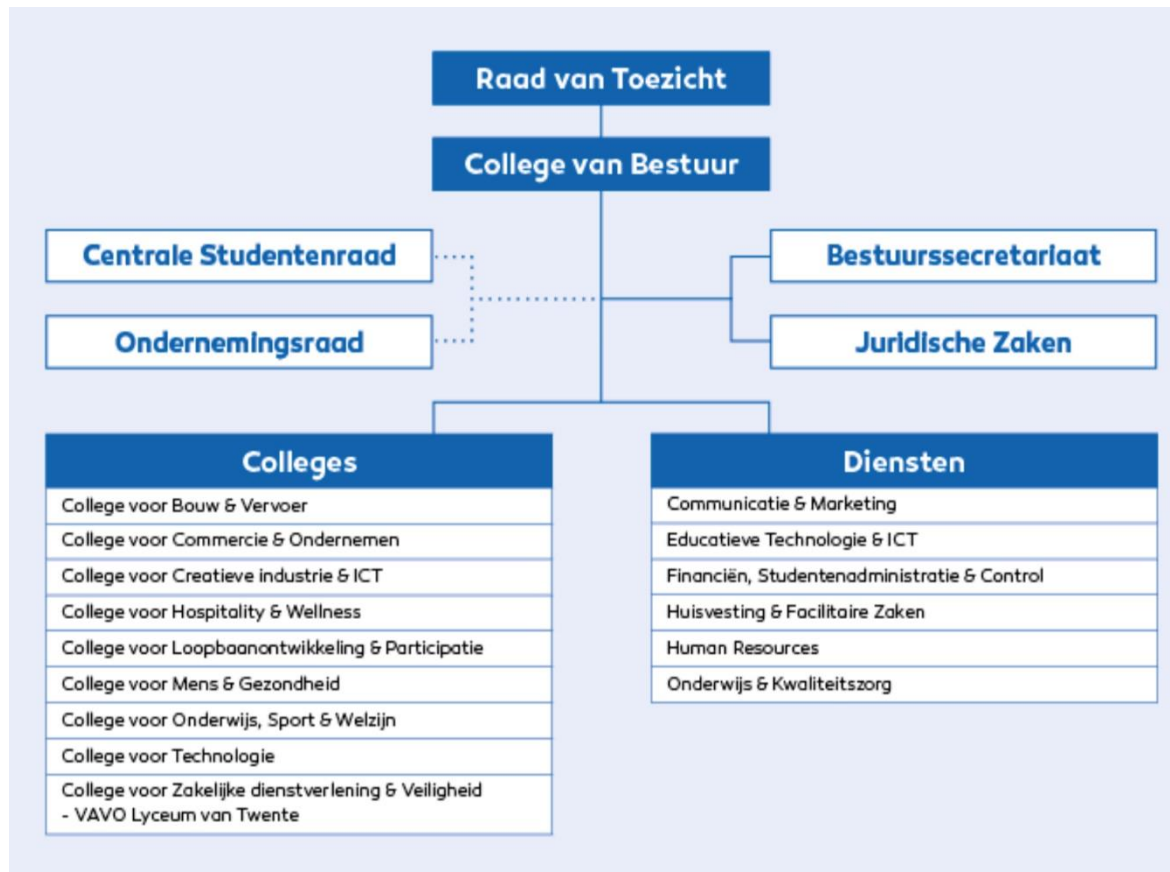 Raad van Toezicht
College van Bestuur
Centrale Studentenraad
Ondernemingsraad
Bestuurssecretariaat
Juridische Zaken
Colleges
College voor Bouw & Vervoer
College voor Commercie & Ondernemen
College voor Creatieve industrie & ICT
College voor Hospitality & Wellness
College voor Loopbaanontwikkeling & Participatie
College voor Mens & Gezondheid
College voor Onderwijs, Sport & Welzijn
College voor Technologie
College voor Zakelijke dienstverlening & Veiligheid
- VAVO Lyceum van Twente
Diensten
Communicatie & Marketing
Educatieve Technologie & ICT
Financiën, Studentenadministratie & Control
Huisvesting & Facilitaire Zaken
Human Resources
Onderwijs & Kwaliteitszorg